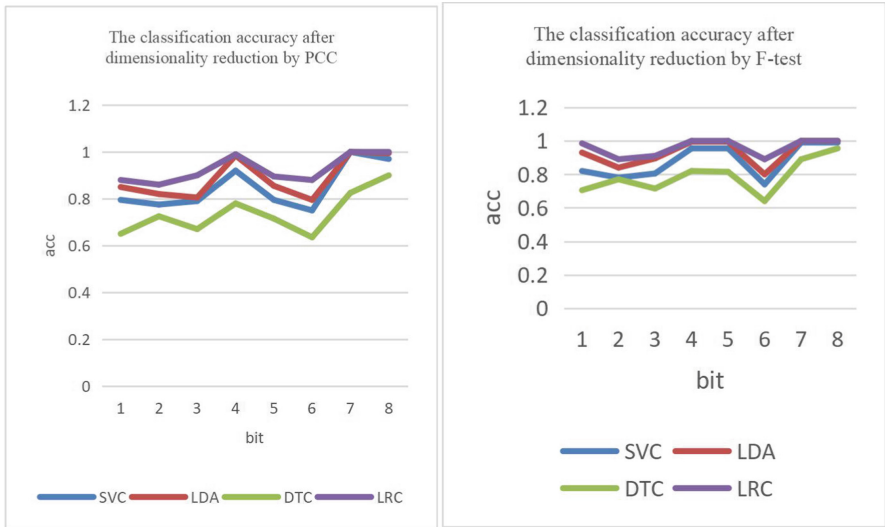 The classification accuracy after
dimensionality reduction by PCC
1.2
1
0.8
0.6
0.4
0.2
0
acc
1 2 3 4 5 6 7 8
bit
SVC LDA DTC LRC
The classification accuracy after
dimensionality reduction by F-test
1.2
1
0.8
0.6
0.4
0.2
0
acc
1 2 3 4 5 6 7 8
bit
SVC LDA
DTC LRC